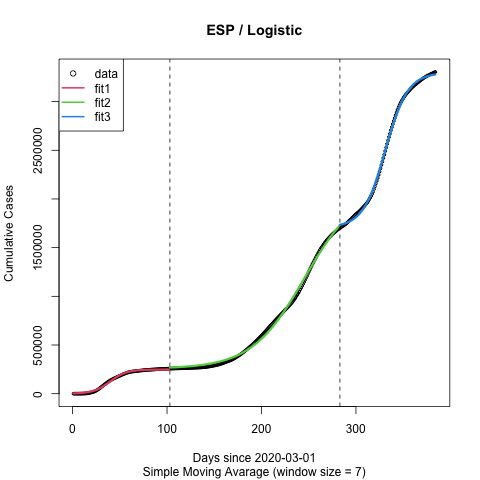 ESP / Logistic
data
fit1
fit2
fit3
Cumulative Cases
0
500000
1500000
2500000
0 100 200 300
Days since 2020-03-01
Simple Moving Avarage (window size = 7)